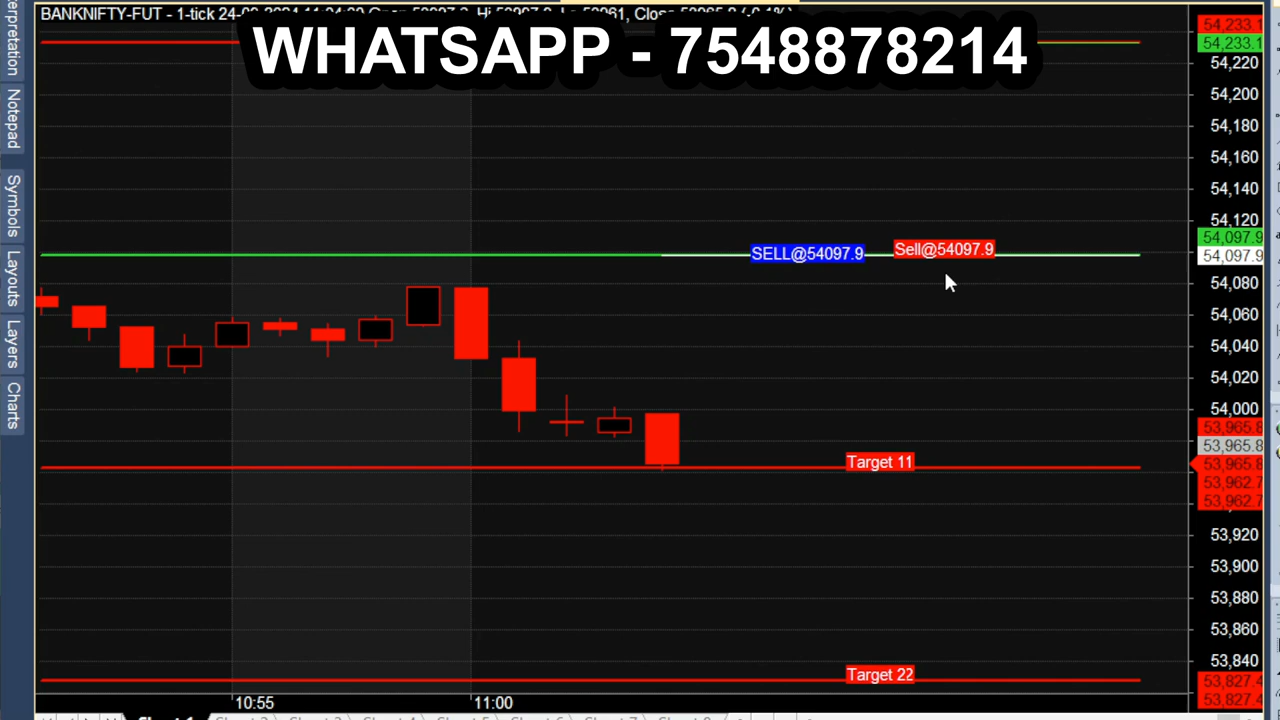 BANKNIFTY-FUT - 1-tick
WHATSAPP - 7548878214
terpretation
Notepad
Symbols
Layouts
Layers
Charts
54,233.1
54,233.1
54,220
54,200
54,180
54,160
54,140
54,120
54,097.9
54,097.9
54,080
54,060
54,040
54,020
54,000
53,965.8
53,965.8
53,965.8
53,962.7
53,962.7
53,920
53,900
53,880
53,860
53,840
53,827.4
53,827.4
SELL@54097.9
Sell@54097.9
Target 11
Target 22
10:55
11:00